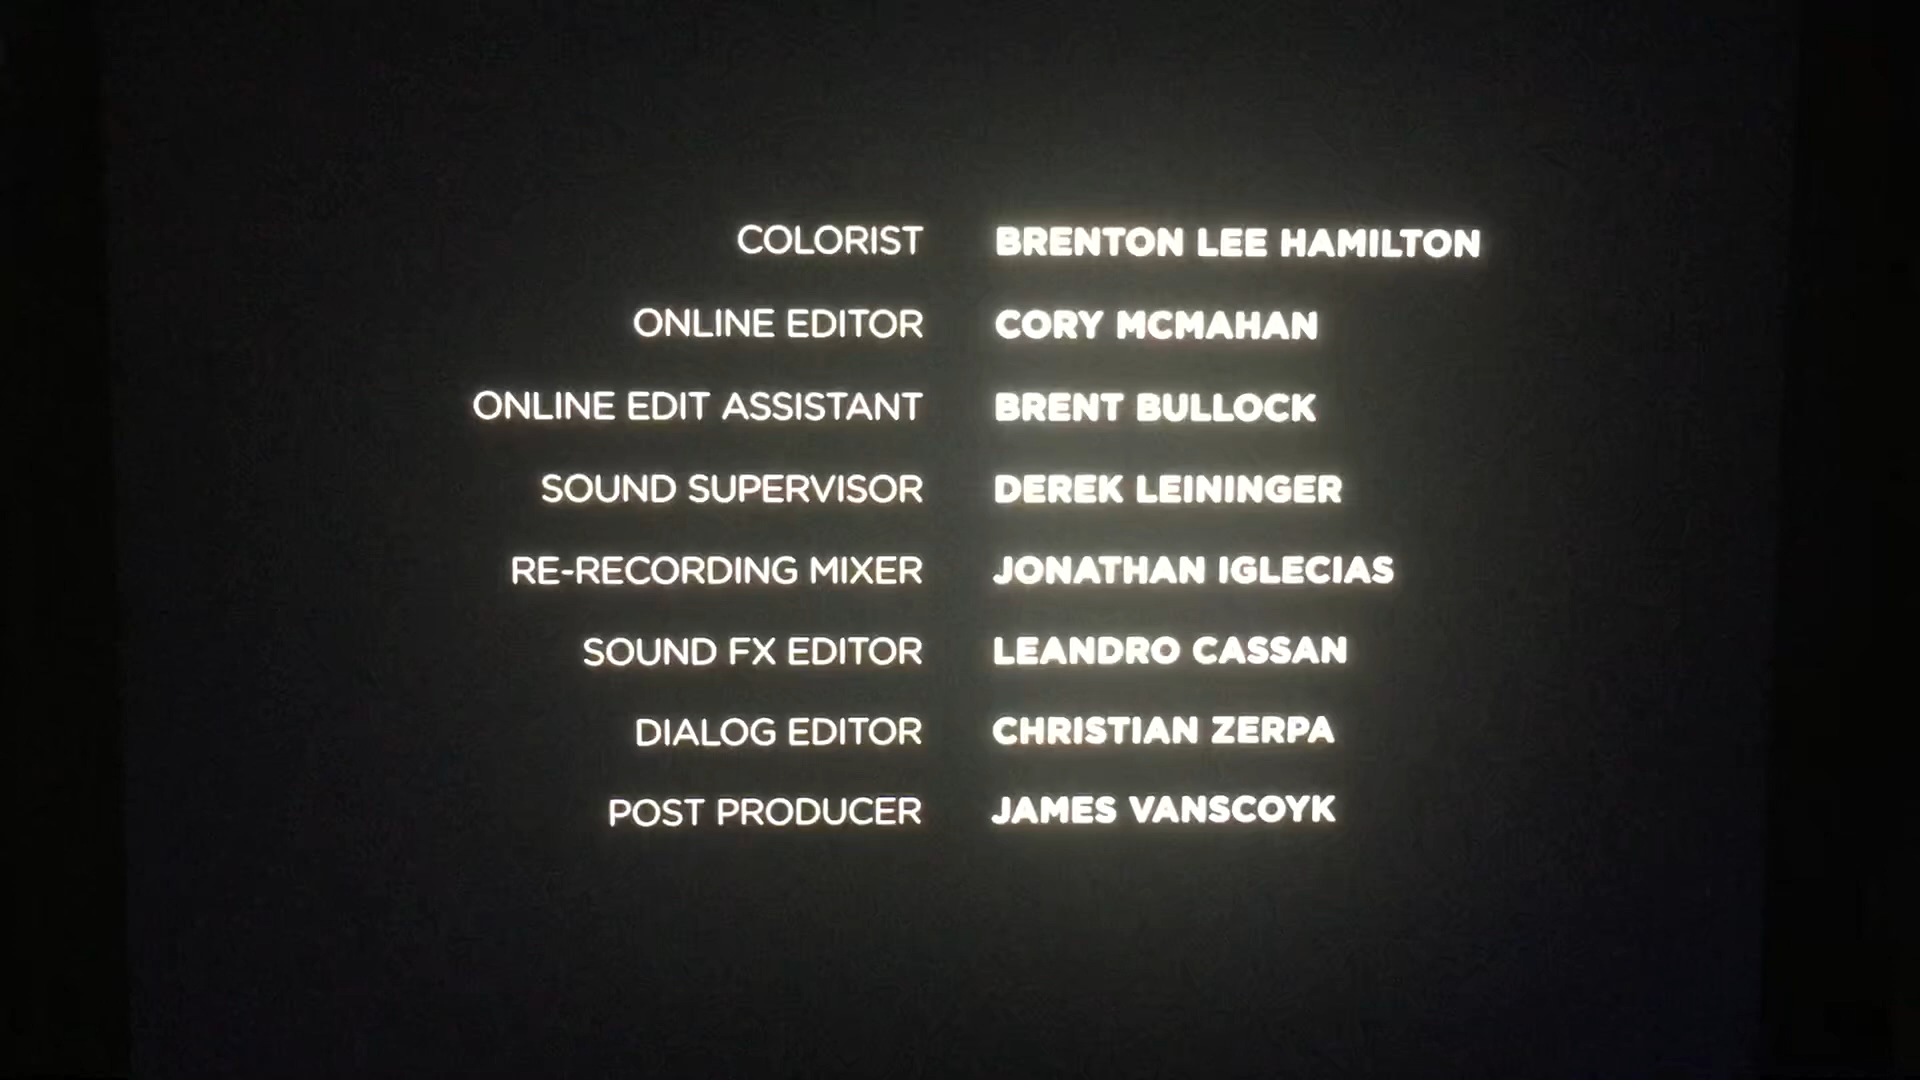 COLORIST BRENTON LEE HAMILTON
ONLINE EDITOR CORY MCMAHAN
ONLINE EDIT ASSISTANT BRENT BULLOCK
SOUND SUPERVISOR DEREK LEININGER
RE-RECORDING MIXER JONATHAN IGLECIAS
SOUND FX EDITOR LEANDRO CASSAN
DIALOG EDITOR CHRISTIAN ZERPA
POST PRODUCER JAMES VANSCOYK